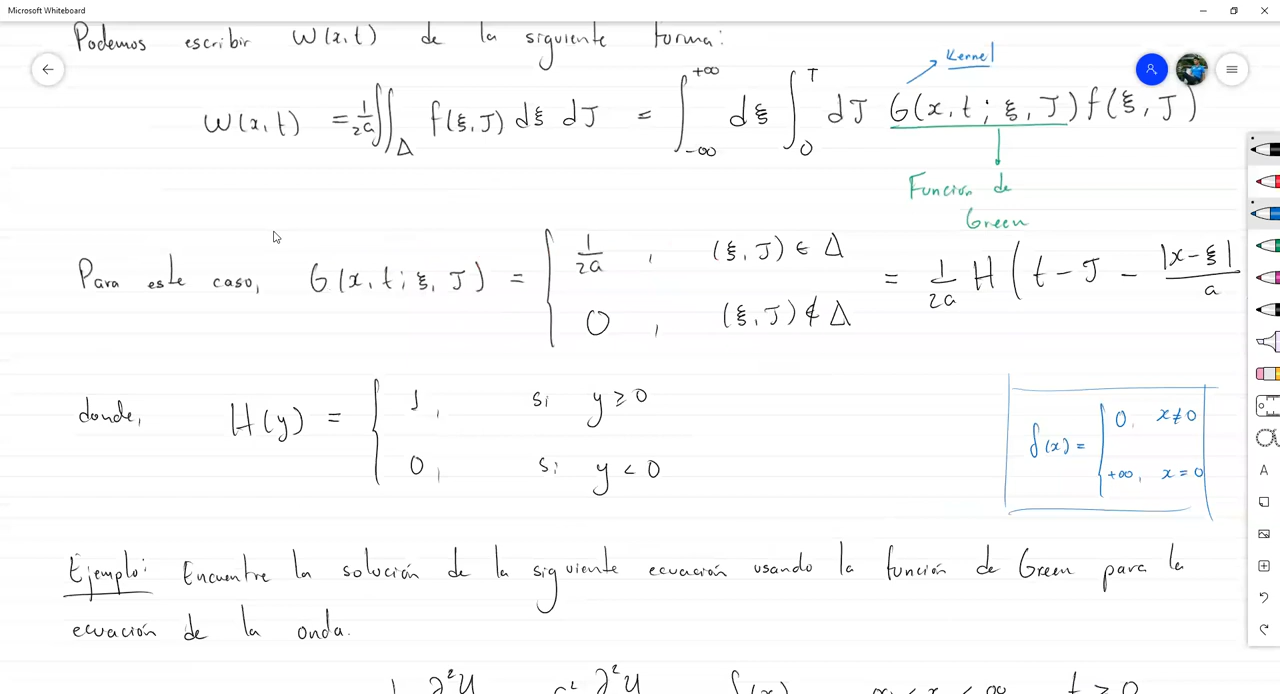 Microsoft Whiteboard
Podemos escribir W(x,t) de la siguiente forma:
Kernel
W(x,t) = 1/2a ∬_Δ f(ξ,J) dξ dJ = ∫_{-∞}^{+∞} dξ ∫_0^T dJ G(x,t; ξ,J) f(ξ,J)
Función de
Green
Para este caso, G(x,t; ξ,J) = { 1/2a , (ξ,J) ∈ Δ
0 , (ξ,J) ∉ Δ
= 1/2a H ( t - J - |x-ξ|/a
donde, H(y) = { 1, si y ≥ 0
0, si y < 0
δ(x) = { 0, x ≠ 0
+∞, x = 0
Ejemplo: Encuentre la solución de la siguiente ecuación usando la función de Green para la
ecuación de la onda.
A